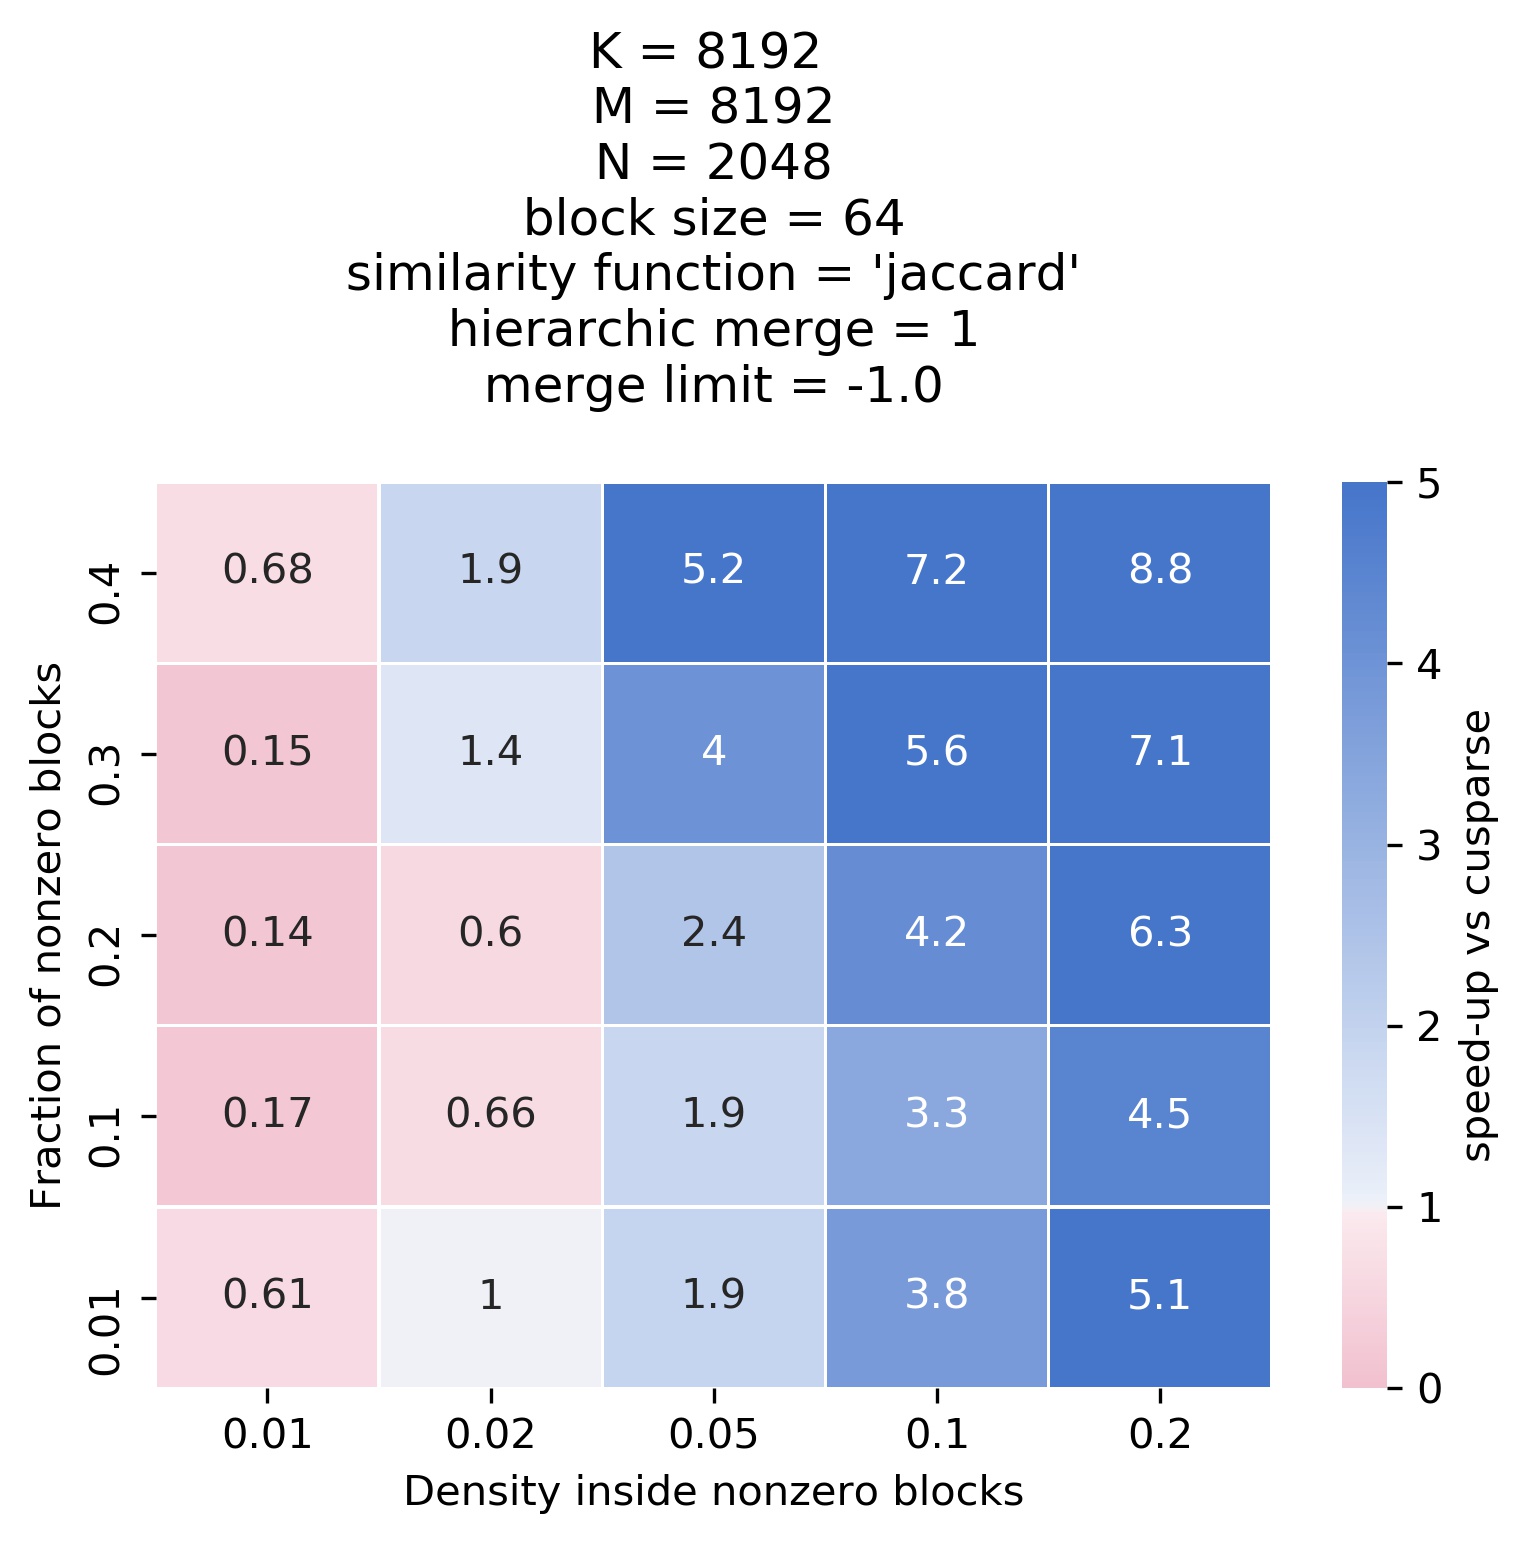 K = 8192
M = 8192
N = 2048
block size = 64
similarity function = 'jaccard'
hierarchic merge = 1
merge limit = -1.0
Fraction of nonzero blocks
0.4 0.68 1.9 5.2 7.2 8.8
0.3 0.15 1.4 4 5.6 7.1
0.2 0.14 0.6 2.4 4.2 6.3
0.1 0.17 0.66 1.9 3.3 4.5
0.01 0.61 1 1.9 3.8 5.1
0.01 0.02 0.05 0.1 0.2
Density inside nonzero blocks
5
4
3
2
1
0
speed-up vs cusparse